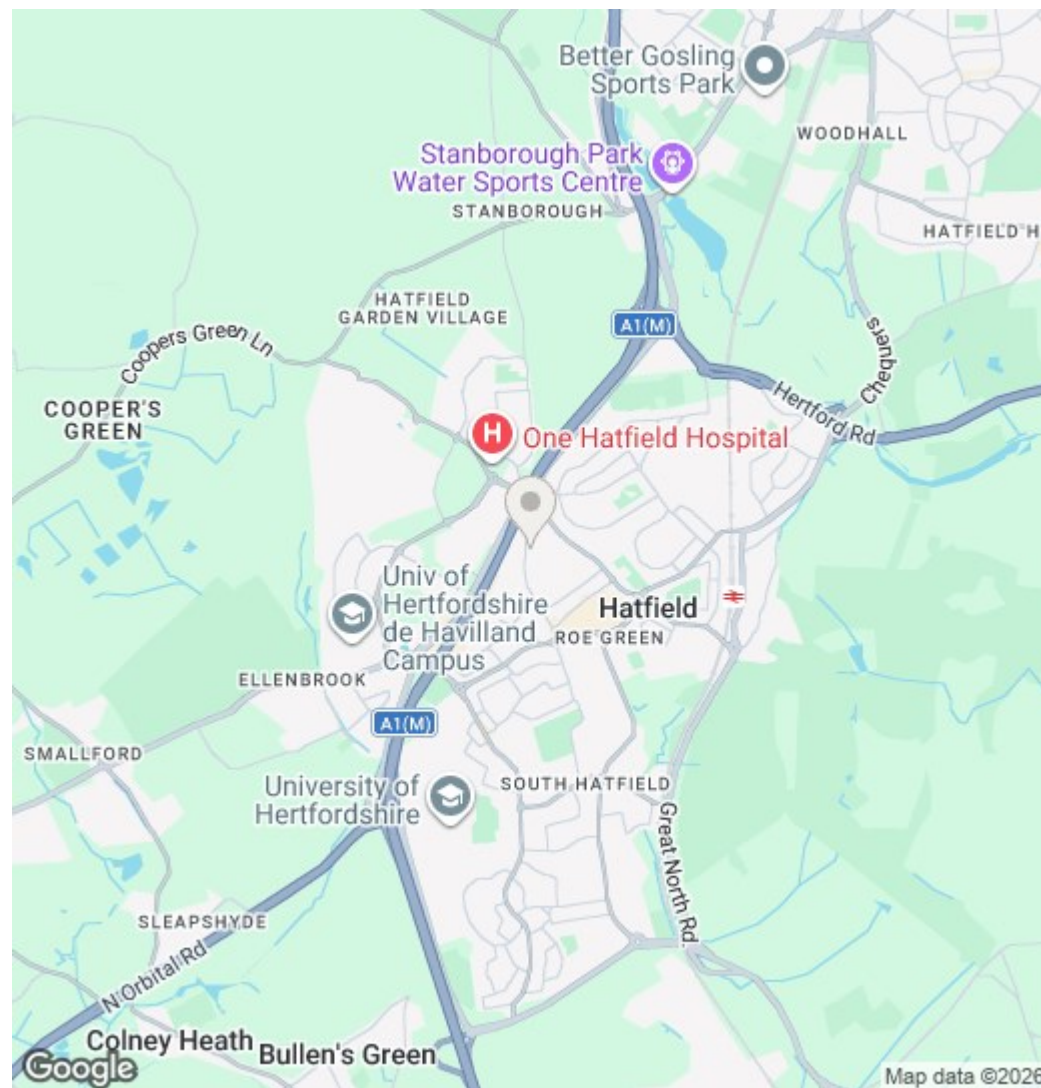 Better Gosling
Sports Park
WOODHALL
Stanborough Park
Water Sports Centre
STANBOROUGH
HATFIELD H
HATFIELD
GARDEN VILLAGE
A1(M)
Coopers Green Ln
Chequers
Hertford Rd
COOPER'S
GREEN
H
One Hatfield Hospital
Univ of
Hertfordshire
de Havilland
Campus
Hatfield
ROE GREEN
ELLENBROOK
A1(M)
SMALLFORD
University of
Hertfordshire
SOUTH HATFIELD
Great North Rd
SLEAPSHYDE
N Orbital Rd
Colney Heath
Bullen's Green
Google
Map data ©2026